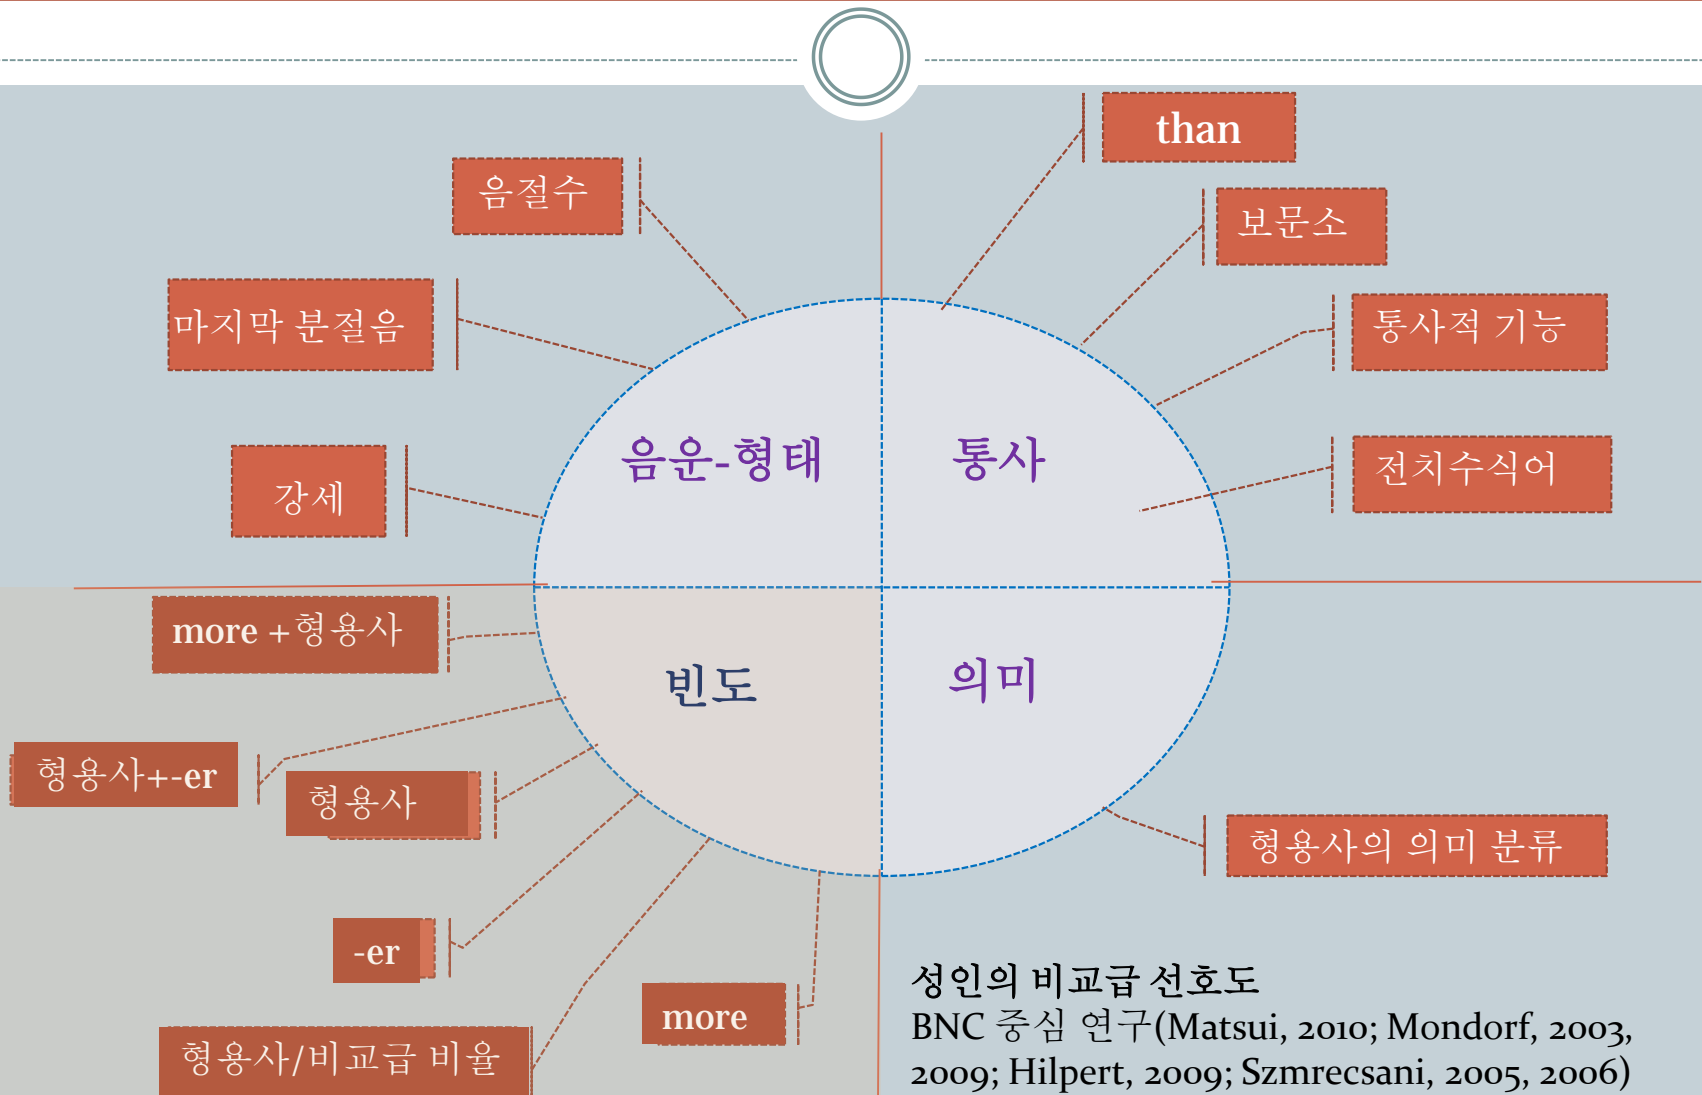 than
음절수
보문소
마지막 분절음
통사적 기능
음운-형태
통사
전치수식어
강세
more +형용사
빈도
의미
형용사+-er
형용사
형용사의 의미 분류
-er
more
형용사/비교급 비율
성인의 비교급 선호도
BNC 중심 연구(Matsui, 2010; Mondorf, 2003,
2009; Hilpert, 2009; Szmrecsani, 2005, 2006)